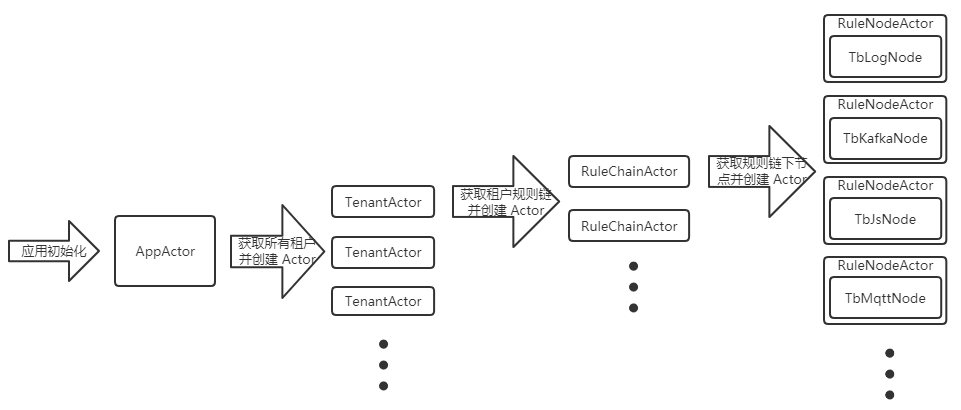 应用初始化
AppActor
获取所有租户
并创建 Actor
TenantActor
TenantActor
TenantActor
获取租户规则链
并创建 Actor
RuleChainActor
RuleChainActor
获取规则链下节
点并创建 Actor
RuleNodeActor
TbLogNode
RuleNodeActor
TbKafkaNode
RuleNodeActor
TbJsNode
RuleNodeActor
TbMqttNode